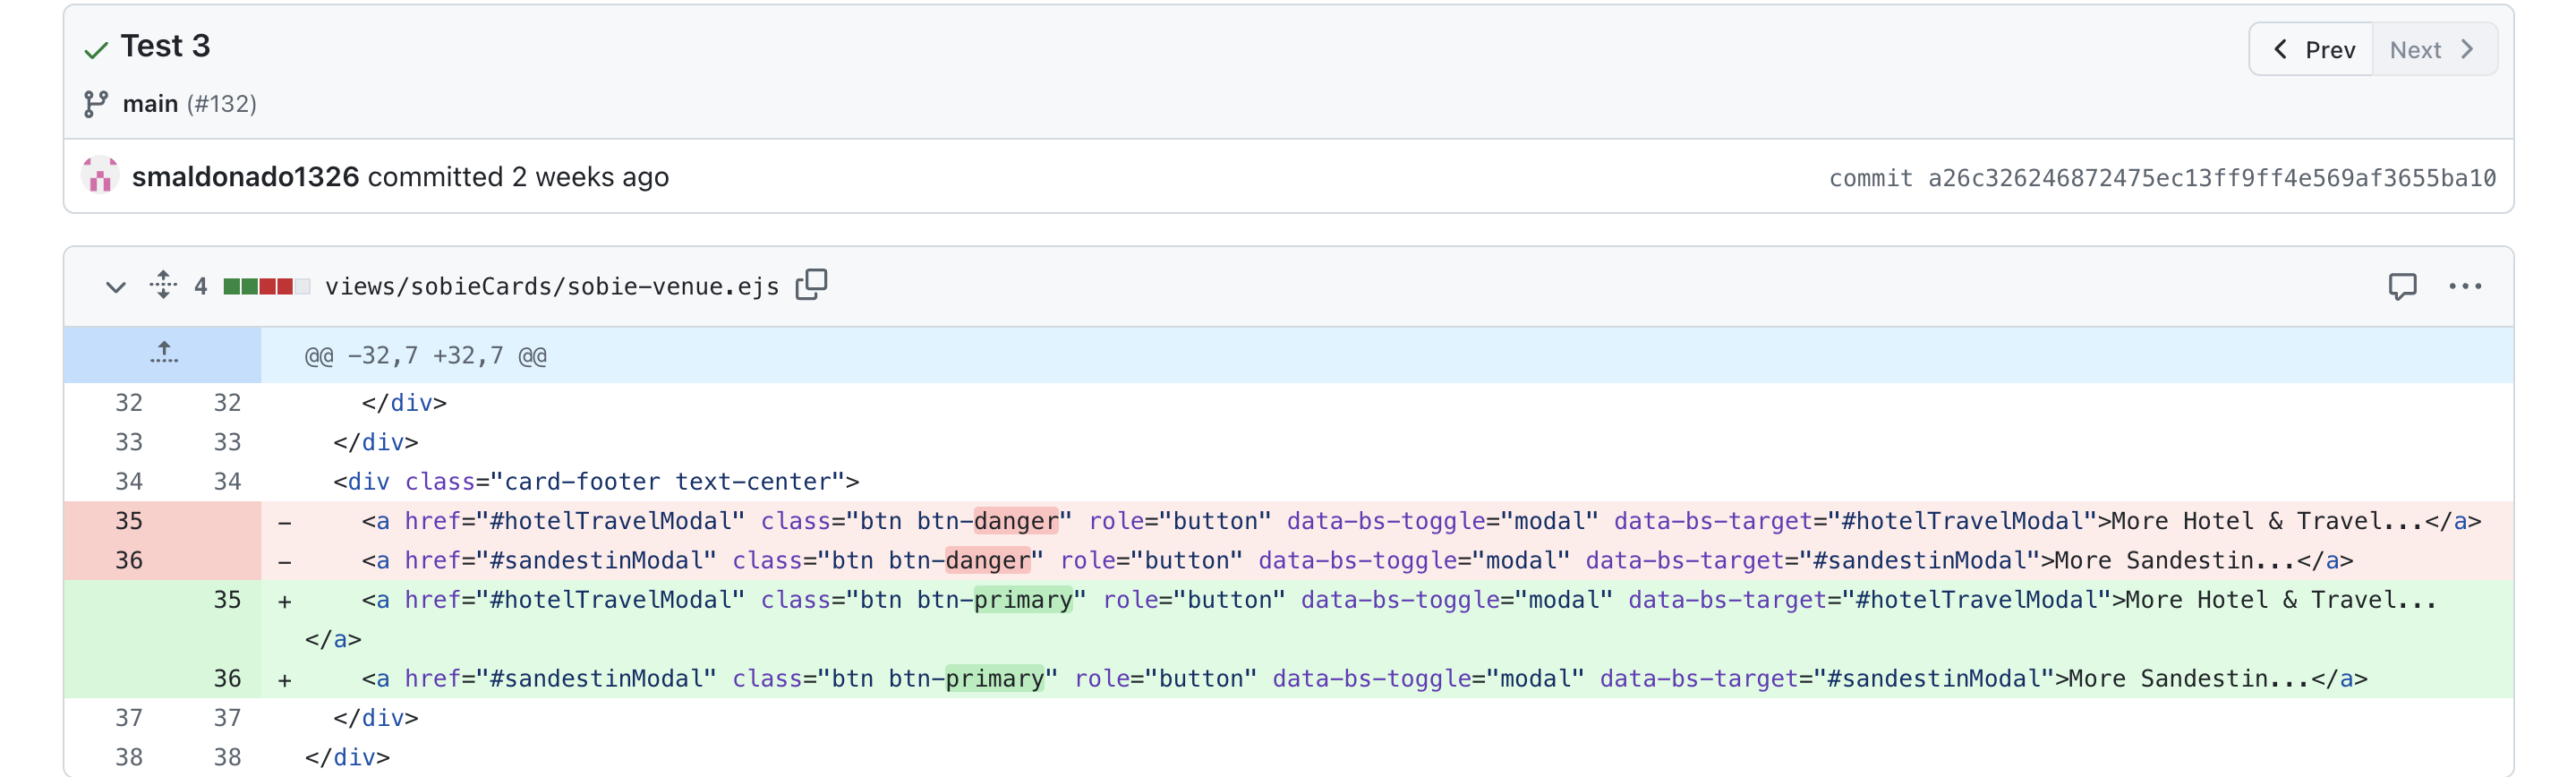 Test 3
Prev Next
main (#132)
smaldonado1326 committed 2 weeks ago
commit a26c326246872475ec13ff9ff4e569af3655ba10
4 views/sobieCards/sobie-venue.ejs
@@ -32,7 +32,7 @@
32 32 </div>
33 33 </div>
34 34 <div class="card-footer text-center">
35 - <a href="#hotelTravelModal" class="btn btn-danger" role="button" data-bs-toggle="modal" data-bs-target="#hotelTravelModal">More Hotel & Travel...</a>
36 - <a href="#sandestinModal" class="btn btn-danger" role="button" data-bs-toggle="modal" data-bs-target="#sandestinModal">More Sandestin...</a>
35 + <a href="#hotelTravelModal" class="btn btn-primary" role="button" data-bs-toggle="modal" data-bs-target="#hotelTravelModal">More Hotel & Travel...
</a>
36 + <a href="#sandestinModal" class="btn btn-primary" role="button" data-bs-toggle="modal" data-bs-target="#sandestinModal">More Sandestin...</a>
37 37 </div>
38 38 </div>